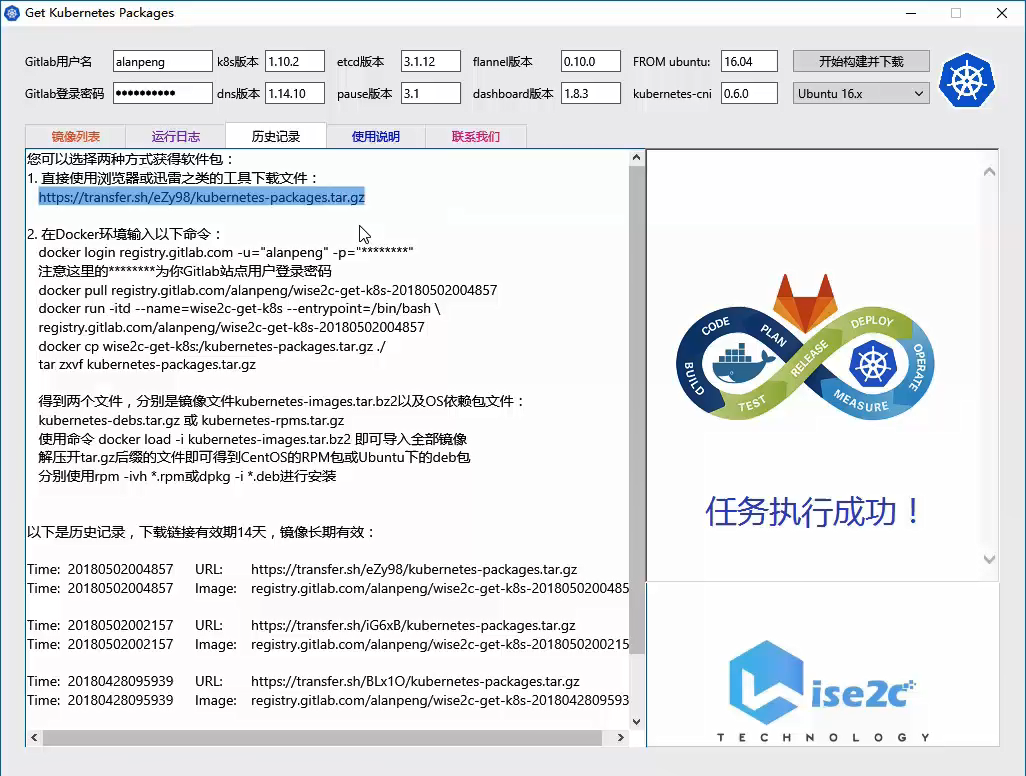 Get Kubernetes Packages
Gitlab用户名 alanpeng k8s版本 1.10.2 etcd版本 3.1.12 flannel版本 0.10.0 FROM ubuntu: 16.04 开始构建并下载
Gitlab登录密码 ●●●●●●●●●● dns版本 1.14.10 pause版本 3.1 dashboard版本 1.8.3 kubernetes-cni 0.6.0 Ubuntu 16.x
镜像列表 运行日志 历史记录 使用说明 联系我们
您可以选择两种方式获得软件包：
1. 直接使用浏览器或迅雷之类的工具下载文件：
https://transfer.sh/eZy98/kubernetes-packages.tar.gz
2. 在Docker环境输入以下命令：
docker login registry.gitlab.com -u="alanpeng" -p="********"
注意这里的********为你Gitlab站点用户登录密码
docker pull registry.gitlab.com/alanpeng/wise2c-get-k8s-20180502004857
docker run -itd --name=wise2c-get-k8s --entrypoint=/bin/bash \
registry.gitlab.com/alanpeng/wise2c-get-k8s-20180502004857
docker cp wise2c-get-k8s:/kubernetes-packages.tar.gz ./
tar zxvf kubernetes-packages.tar.gz
得到两个文件，分别是镜像文件kubernetes-images.tar.bz2以及OS依赖包文件：
kubernetes-debs.tar.gz 或 kubernetes-rpms.tar.gz
使用命令 docker load -i kubernetes-images.tar.bz2 即可导入全部镜像
解压开tar.gz后缀的文件即可得到CentOS的RPM包或Ubuntu下的deb包
分别使用rpm -ivh *.rpm或dpkg -i *.deb进行安装
以下是历史记录，下载链接有效期14天，镜像长期有效：
Time: 20180502004857 URL: https://transfer.sh/eZy98/kubernetes-packages.tar.gz
Time: 20180502004857 Image: registry.gitlab.com/alanpeng/wise2c-get-k8s-2018050200485
Time: 20180502002157 URL: https://transfer.sh/iG6xB/kubernetes-packages.tar.gz
Time: 20180502002157 Image: registry.gitlab.com/alanpeng/wise2c-get-k8s-2018050200215
Time: 20180428095939 URL: https://transfer.sh/BLx1O/kubernetes-packages.tar.gz
Time: 20180428095939 Image: registry.gitlab.com/alanpeng/wise2c-get-k8s-2018042809593
CODE
PLAN
BUILD
TEST
RELEASE
DEPLOY
OPERATE
MEASURE
任务执行成功！
ise2c
TECHNOLOGY